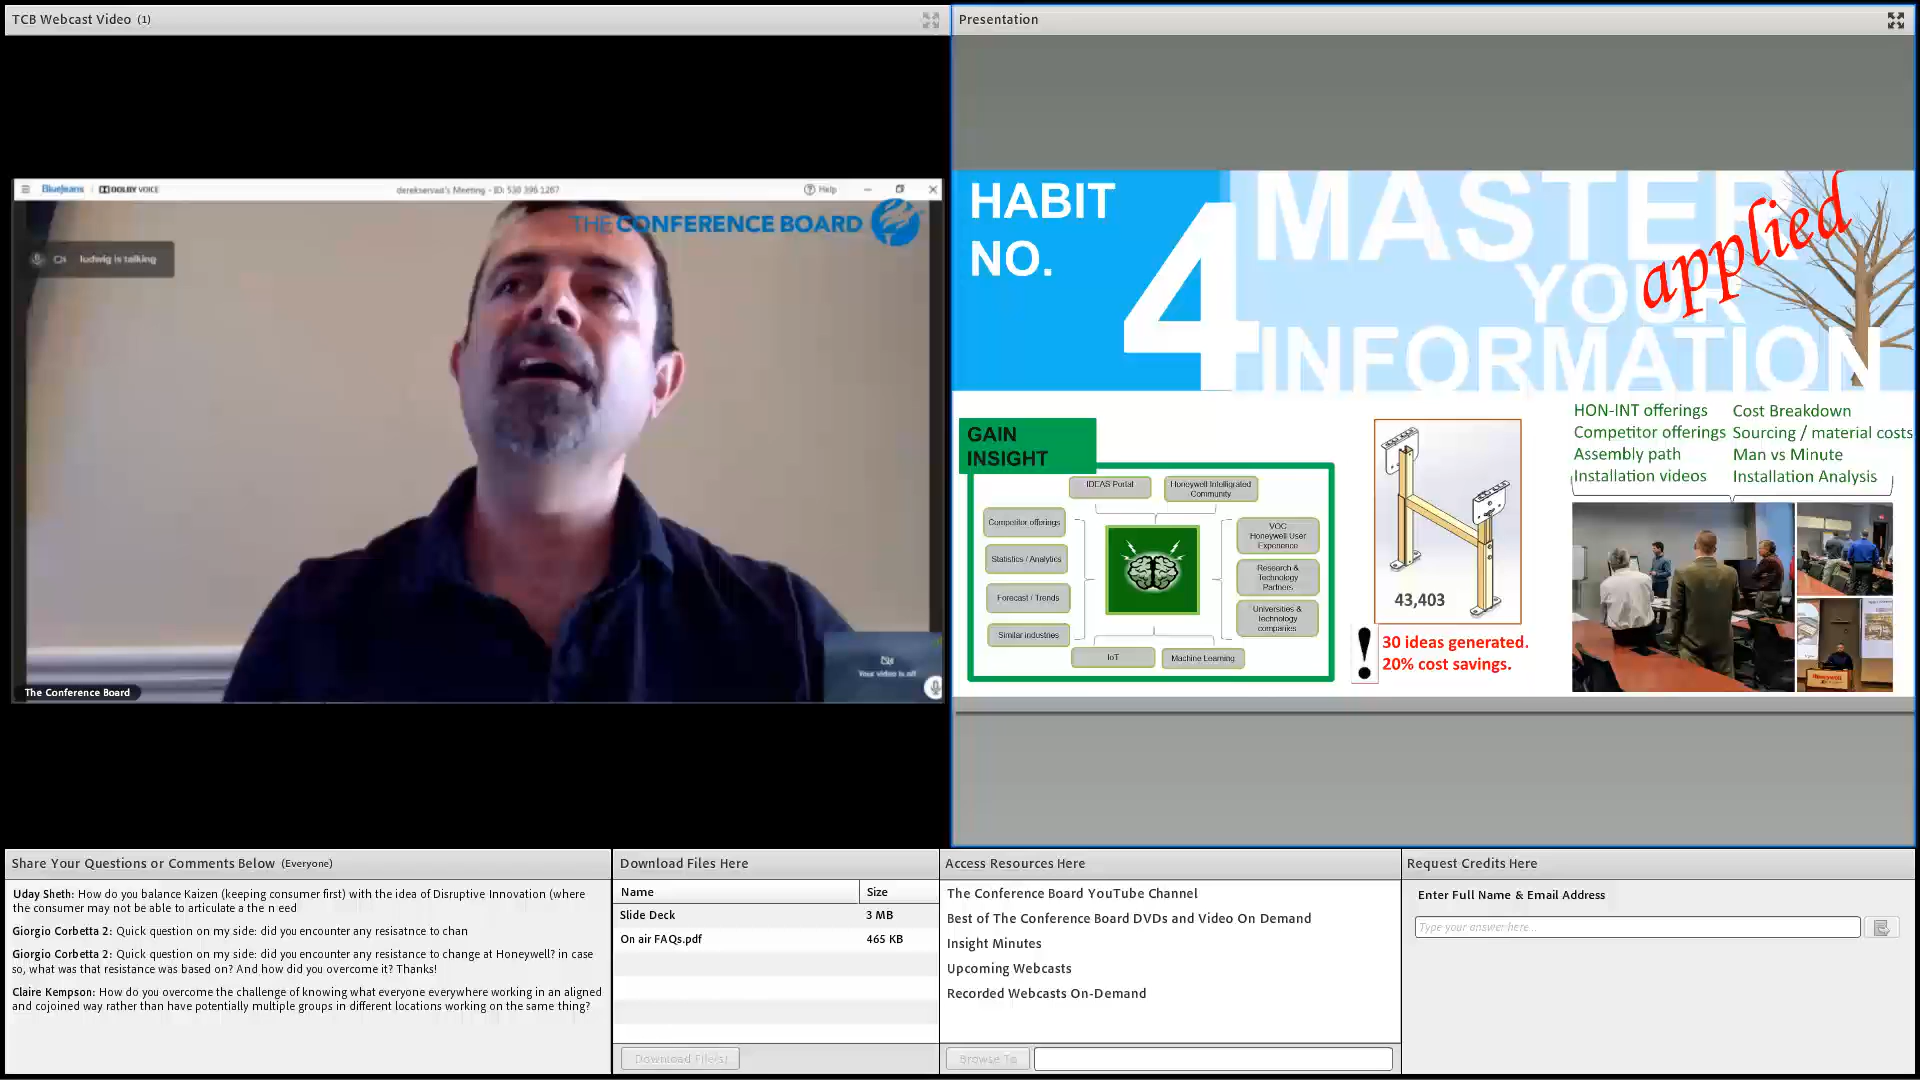 TCB Webcast Video (1)
BlueJeans | DOLBY VOICE
derekservad's Meeting - ID: 530 396 1267
Help
THE CONFERENCE BOARD
ludwig is talking
Your video is off
The Conference Board
Presentation
HABIT
NO.
4
MASTER
YOUR
INFORMATION
applied
GAIN
INSIGHT
IDEAS Portal
Honeywell Intelligrated
Community
Competitor offerings
Statistics / Analytics
Forecast / Trends
Similar industries
VOC
Honeywell User
Experience
Research &
Technology
Partners
Universities &
Technology
companies
IoT
Machine Learning
43,403
!
30 ideas generated.
20% cost savings.
HON-INT offerings
Competitor offerings
Assembly path
Installation videos
Cost Breakdown
Sourcing / material costs
Man vs Minute
Installation Analysis
Honeywell
Share Your Questions or Comments Below (Everyone)
Uday Sheth: How do you balance Kaizen (keeping consumer first) with the idea of Disruptive Innovation (where
the consumer may not be able to articulate a the n eed
Giorgio Corbetta 2: Quick question on my side: did you encounter any resisatnce to chan
Giorgio Corbetta 2: Quick question on my side: did you encounter any resistance to change at Honeywell? in case
so, what was that resistance was based on? And how did you overcome it? Thanks!
Claire Kempson: How do you overcome the challenge of knowing what everyone everywhere working in an aligned
and cojoined way rather than have potentially multiple groups in different locations working on the same thing?
Download Files Here
Name Size
Slide Deck 3 MB
On air FAQs.pdf 465 KB
Download File(s)
Access Resources Here
The Conference Board YouTube Channel
Best of The Conference Board DVDs and Video On Demand
Insight Minutes
Upcoming Webcasts
Recorded Webcasts On-Demand
Browse To
Request Credits Here
Enter Full Name & Email Address
Type your answer here...